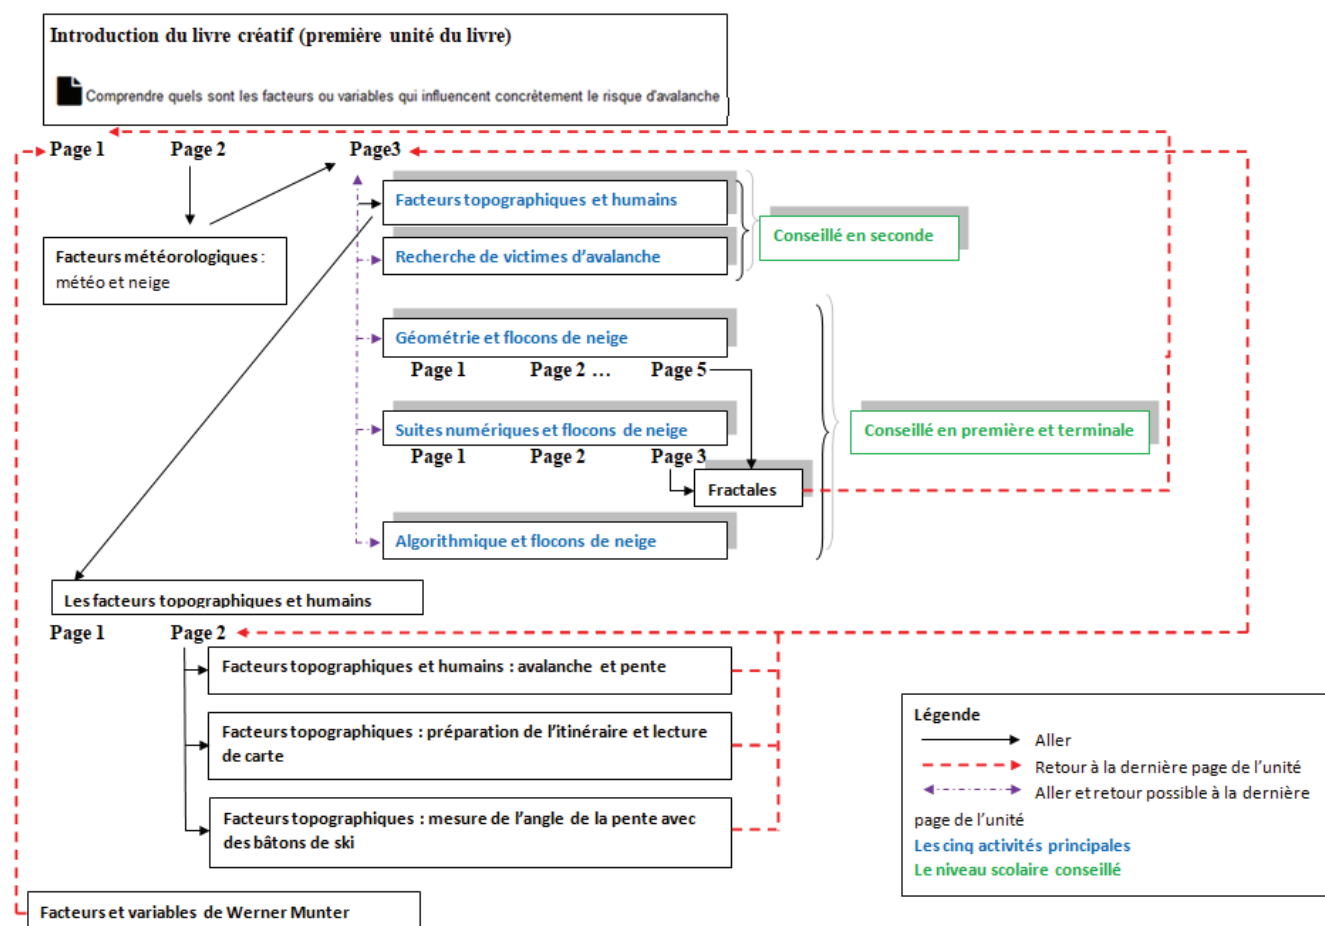 Introduction du livre créatif (première unité du livre)
Comprendre quels sont les facteurs ou variables qui influencent concrètement le risque d'avalanche
Page 1
Page 2
Page3
Facteurs topographiques et humains
Conseillé en seconde
Facteurs météorologiques :
météo et neige
Recherche de victimes d'avalanche
Géométrie et flocons de neige
Page 1
Page 2 ...
Page 5
Suites numériques et flocons de neige
Conseillé en première et terminale
Page 1
Page 2
Page 3
Fractales
Algorithmique et flocons de neige
Les facteurs topographiques et humains
Page 1
Page 2
Facteurs topographiques et humains : avalanche et pente
Facteurs topographiques : préparation de l'itinéraire et lecture
de carte
Facteurs topographiques : mesure de l'angle de la pente avec
des bâtons de ski
Facteurs et variables de Werner Munter
Légende
Aller
Retour à la dernière page de l'unité
Aller et retour possible à la dernière
page de l'unité
Les cinq activités principales
Le niveau scolaire conseillé